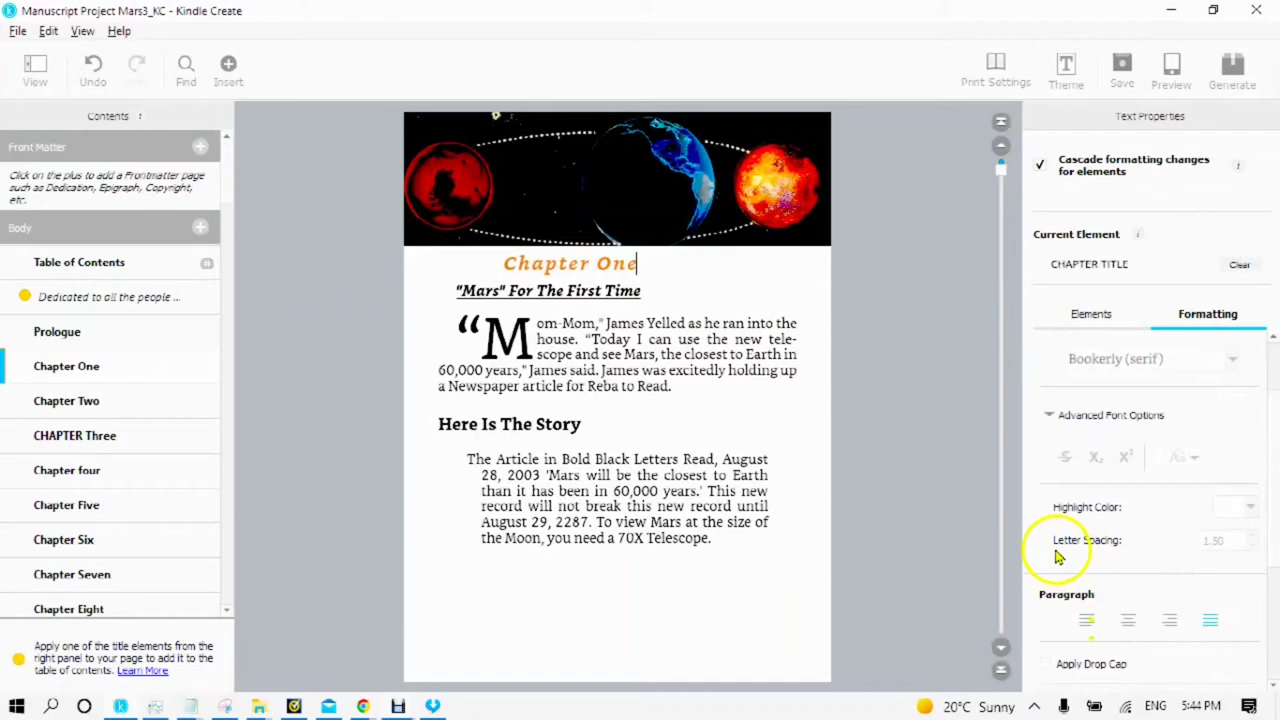 Manuscript Project Mars3_KC - Kindle Create
File Edit View Help
View Undo Find Insert Print Settings Theme Save Preview Generate
Contents
Front Matter
Click on the plus to add a Frontmatter page
such as Dedication, Epigraph, Copyright,
etc.
Body
Table of Contents
Dedicated to all the people ...
Prologue
Chapter One
Chapter Two
CHAPTER Three
Chapter four
Chapter Five
Chapter Six
Chapter Seven
Chapter Eight
Apply one of the title elements from the
right panel to your page to add it to the
table of contents. Learn More
Chapter One
"Mars" For The First Time
“M om-Mom," James Yelled as he ran into the
house. "Today I can use the new tele-
scope and see Mars, the closest to Earth in
60,000 years," James said. James was excitedly holding up
a Newspaper article for Reba to Read.
Here Is The Story
The Article in Bold Black Letters Read, August
28, 2003 'Mars will be the closest to Earth
than it has been in 60,000 years.' This new
record will not break this new record until
August 29, 2287. To view Mars at the size of
the Moon, you need a 70X Telescope.
Text Properties
Cascade formatting changes
for elements
Current Element
CHAPTER TITLE Clear
Elements Formatting
Bookerly (serif)
Advanced Font Options
Highlight Color:
Letter Spacing: 1.50
Paragraph
Apply Drop Cap
20°C Sunny ENG 5:44 PM